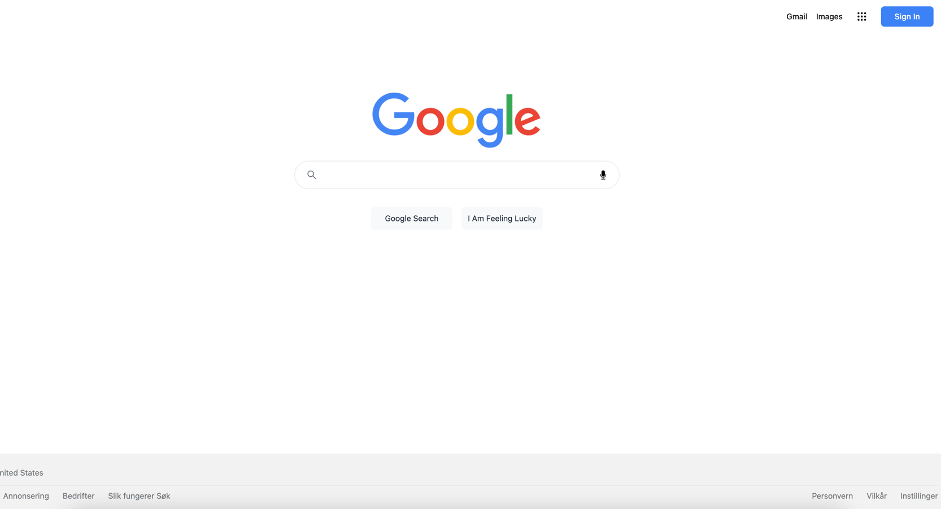 Gmail Images Sign in
Google
Google Search I Am Feeling Lucky
nited States
Annonsering Bedrifter Slik fungerer Søk Personvern Vilkår Instillinger